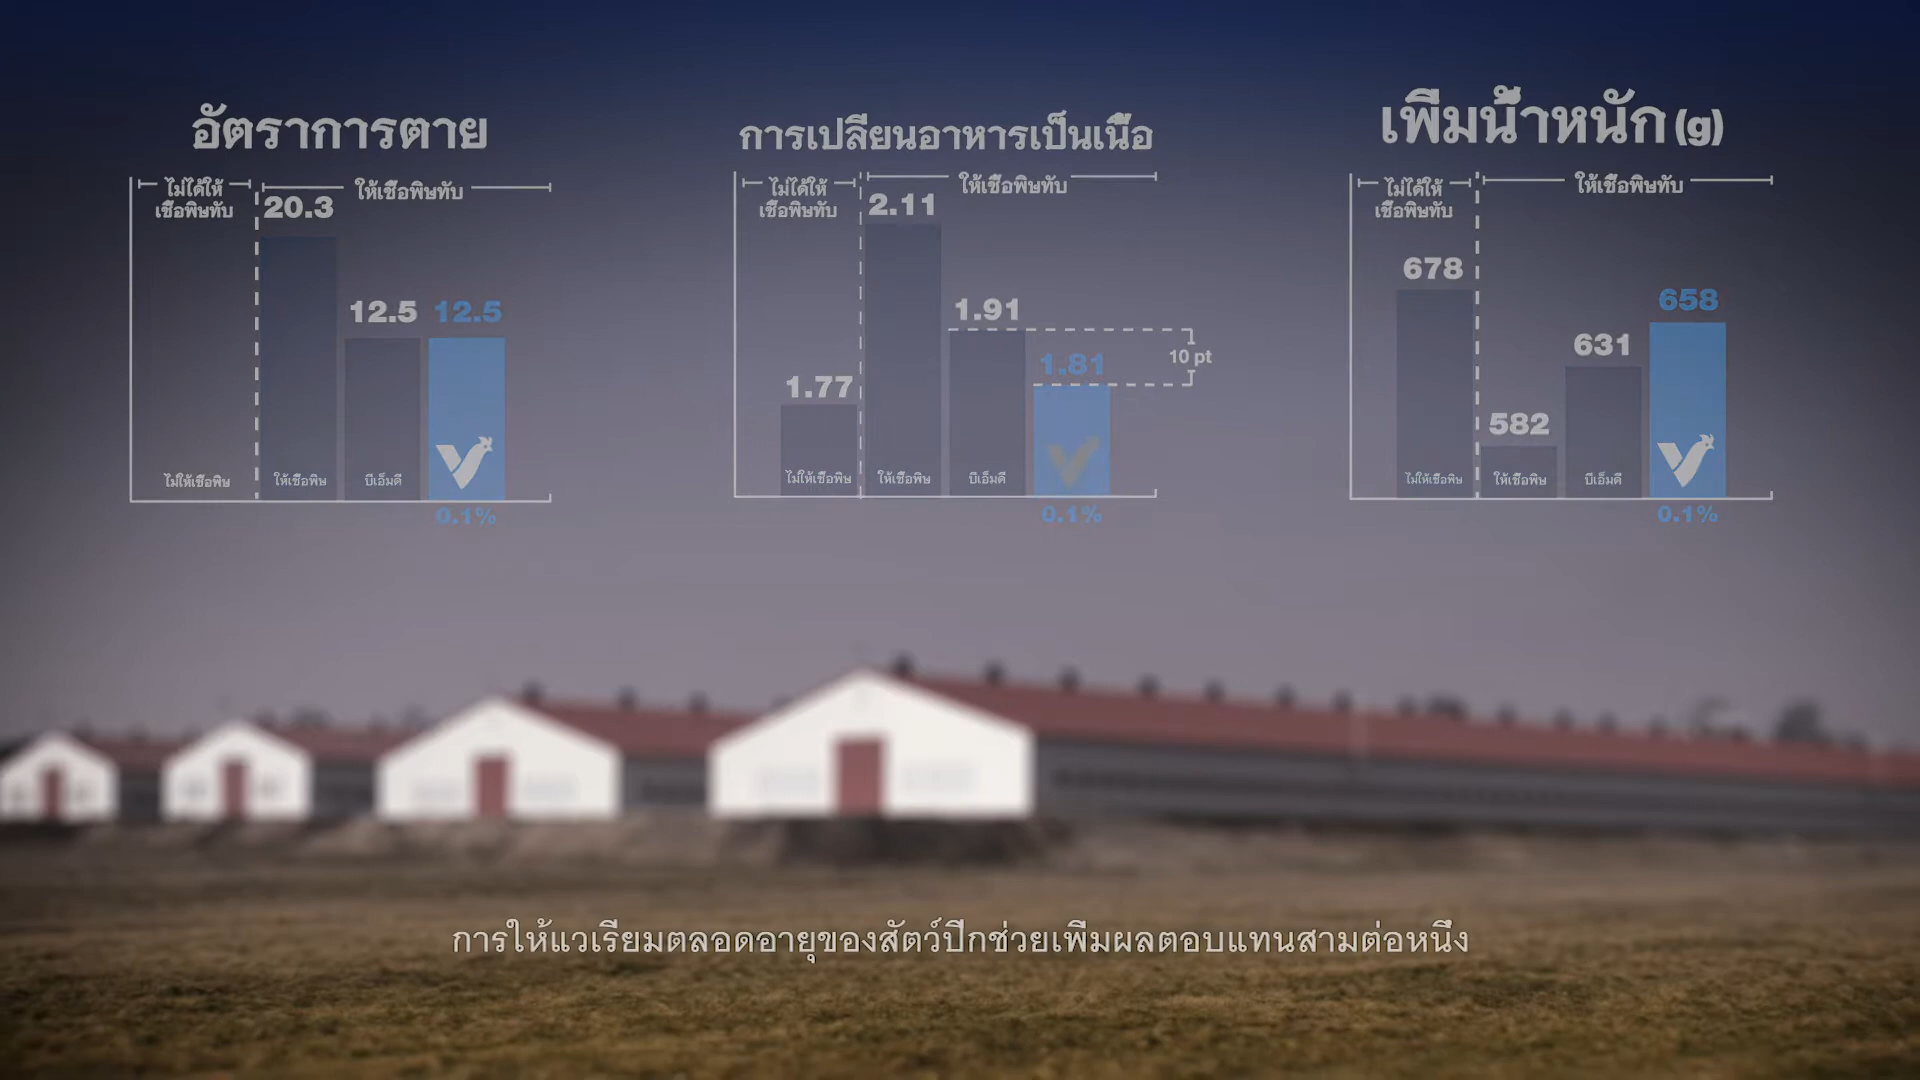 อัตราการตาย
ไม่ได้ให้
เชื้อพิษทับ
ให้เชื้อพิษทับ
20.3
12.5
12.5
ไม่ให้เชื้อพิษ
ให้เชื้อพิษ
บีเอ็มดี
0.1%
การเปลี่ยนอาหารเป็นเนื้อ
ไม่ได้ให้
เชื้อพิษทับ
ให้เชื้อพิษทับ
2.11
1.91
1.81
10 pt
1.77
ไม่ให้เชื้อพิษ
ให้เชื้อพิษ
บีเอ็มดี
0.1%
เพิ่มน้ำหนัก (g)
ไม่ได้ให้
เชื้อพิษทับ
ให้เชื้อพิษทับ
678
582
631
658
ไม่ให้เชื้อพิษ
ให้เชื้อพิษ
บีเอ็มดี
0.1%
การให้แวเรียมตลอดอายุของสัตว์ปีกช่วยเพิ่มผลตอบแทนสามต่อหนึ่ง